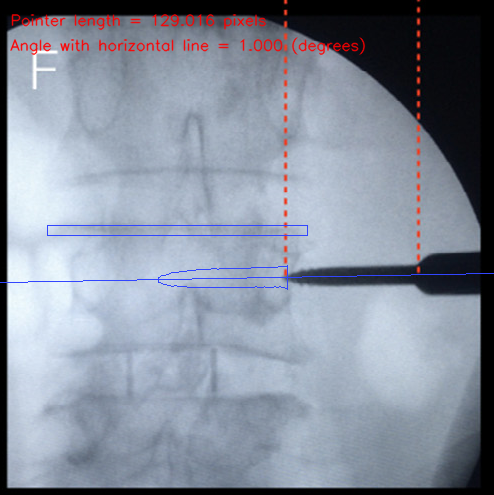 Pointer length = 129.016 pixels
Angle with horizontal line = 1.000 (degrees)
F